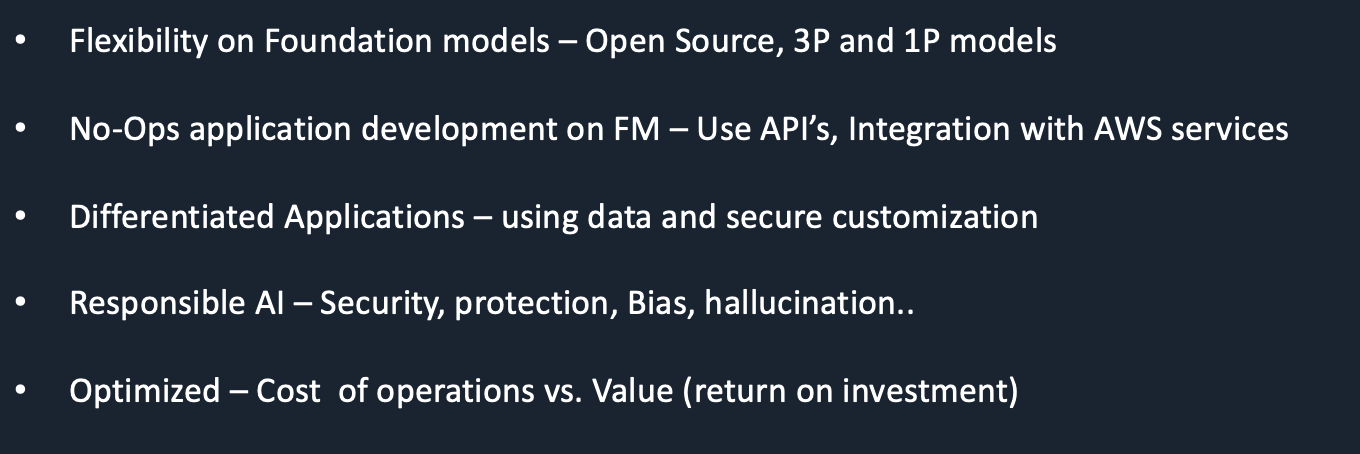 • Flexibility on Foundation models – Open Source, 3P and 1P models
• No-Ops application development on FM – Use API’s, Integration with AWS services
• Differentiated Applications – using data and secure customization
• Responsible AI – Security, protection, Bias, hallucination..
• Optimized – Cost  of operations vs. Value (return on investment)